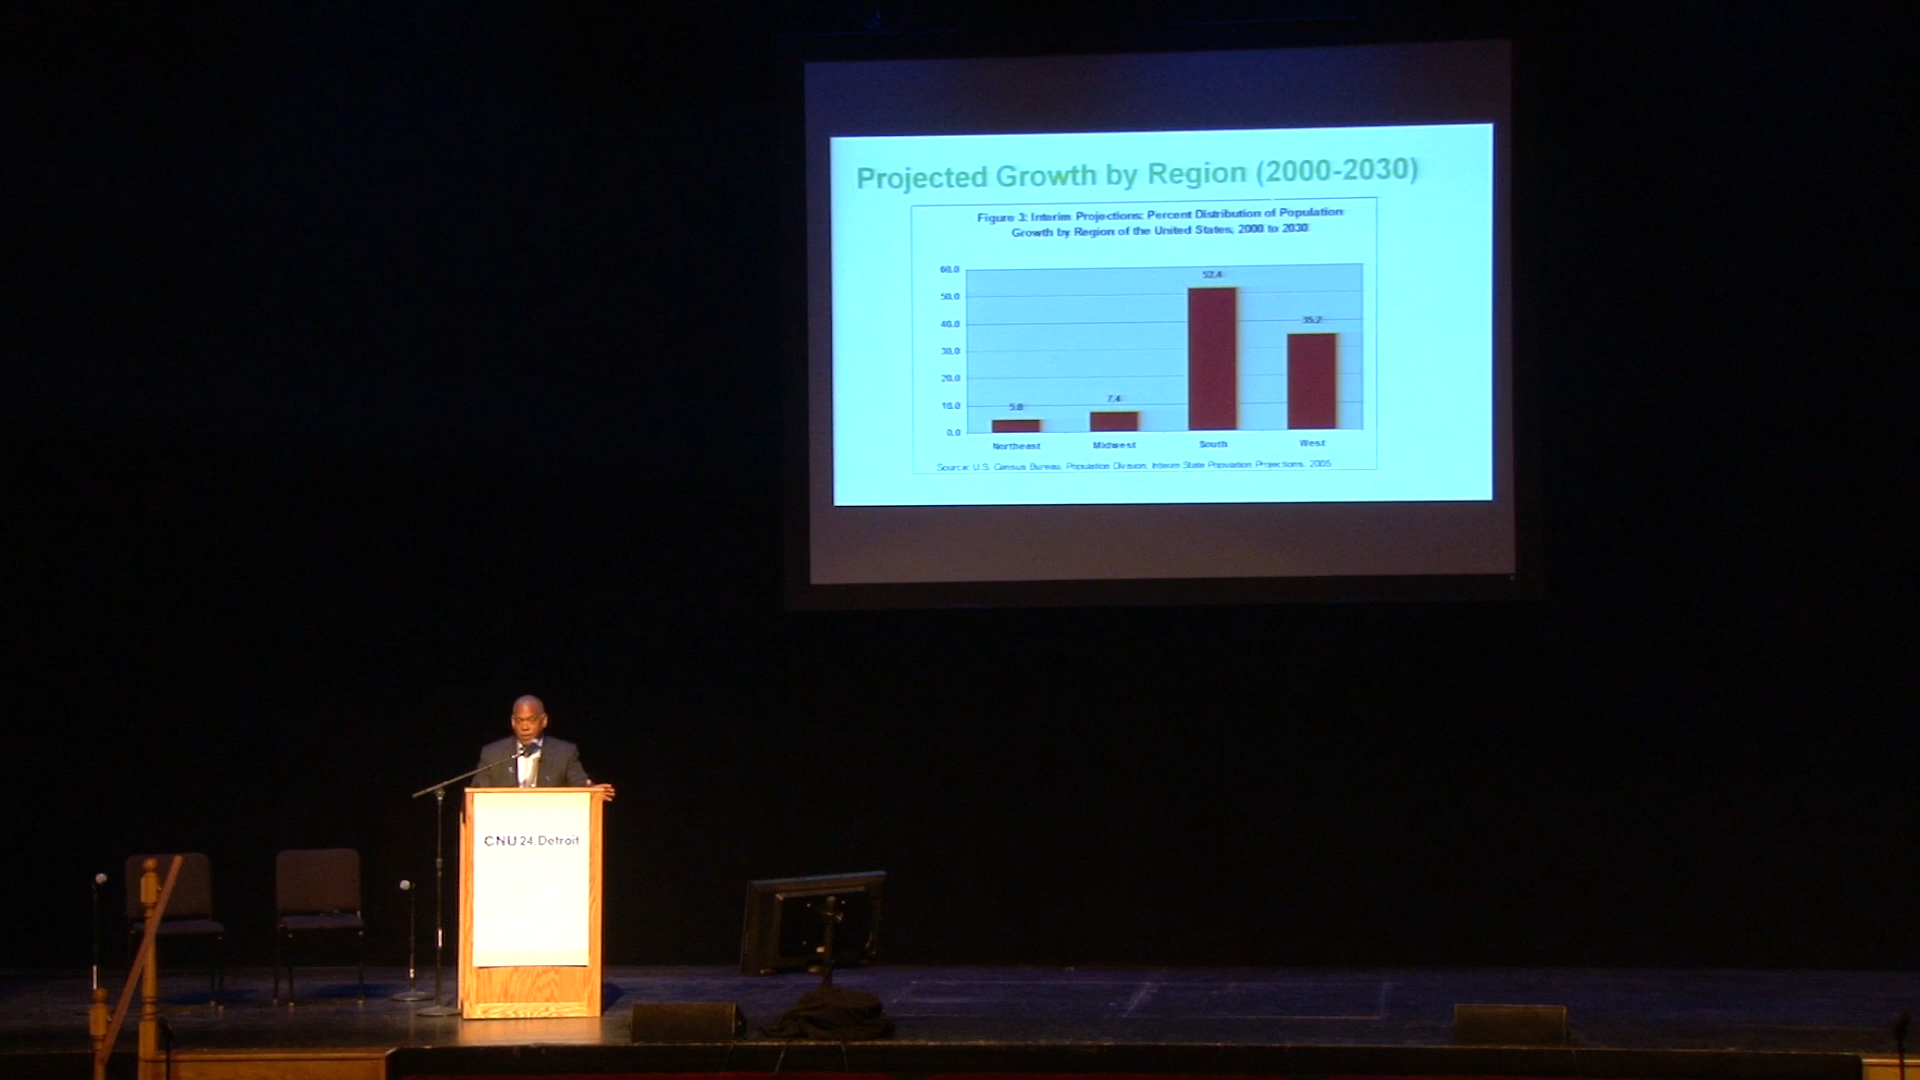 Projected Growth by Region (2000-2030)
Figure 3: Interim Projections: Percent Distribution of Population
Growth by Region of the United States, 2000 to 2030
60.0
50.0
40.0
30.0
20.0
10.0
0.0
52.4
35.2
7.4
Northeast
Midwest
South
West
Source: U.S. Census Bureau, Population Division, Interim State Population Projections, 2005
CNU 24.Detroit